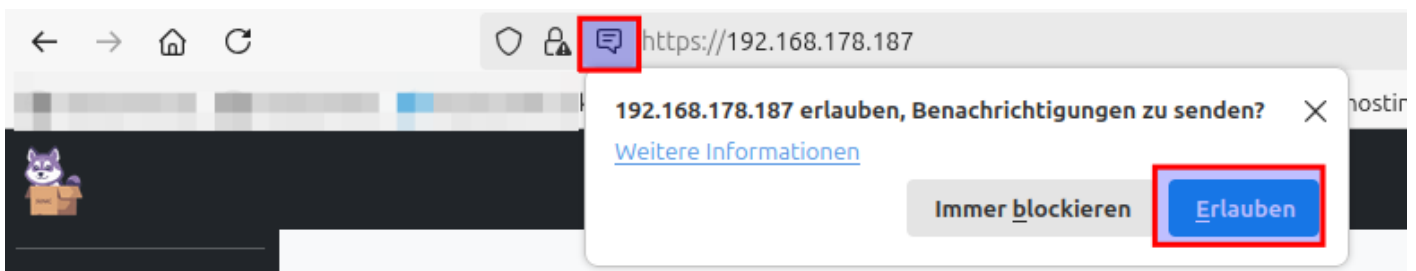 https://192.168.178.187
192.168.178.187 erlauben, Benachrichtigungen zu senden?
Weitere Informationen
Immer blockieren
Erlauben